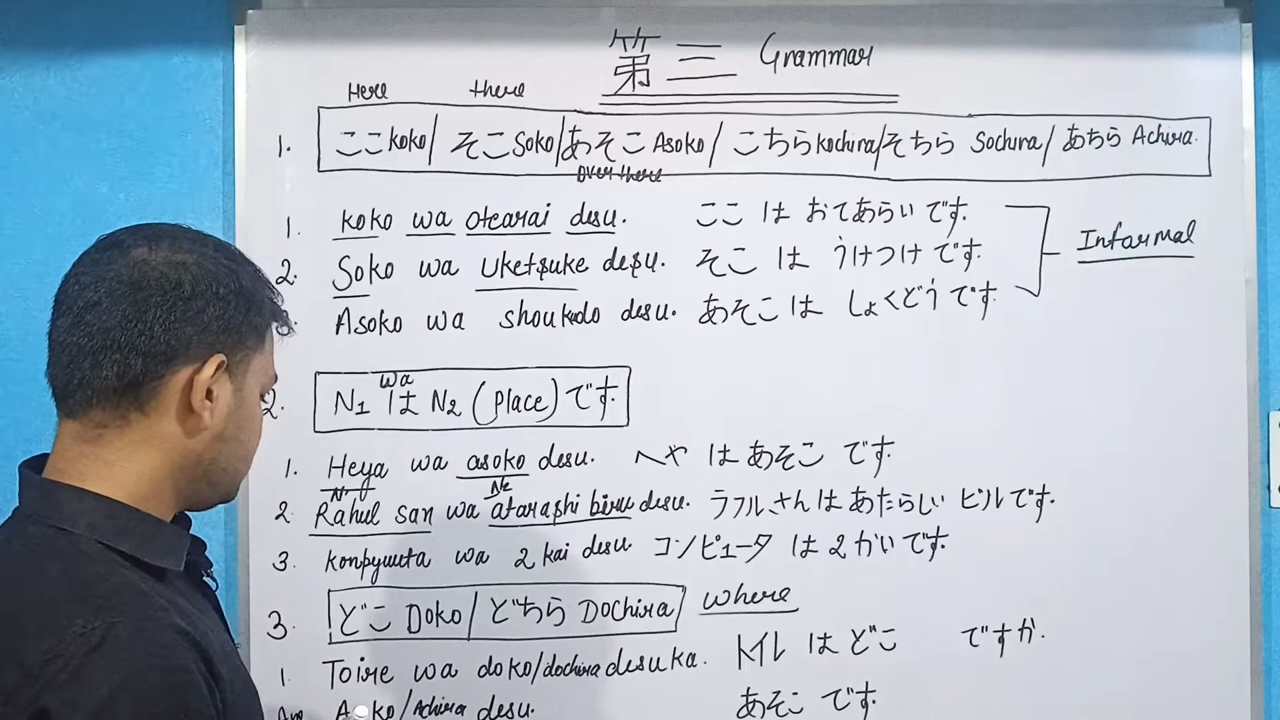 第三 Grammar
Here there
1. ここ koko/ そこ Soko/ あそこ Asoko/ こちら kochira/ そちら Sochira/ あちら Achira.
over there
1. koko wa otearai desu. ここ は おてあらい です.
2. Soko wa Uketsuke desu. そこ は うけつけ です.
3. Asoko wa shoukudo desu. あそこ は しょくどう です.
Informal
wa
2. N1 は N2 (place) です.
1. Heya wa asoko desu. へや は あそこ です.
N1 N2
2. Rahul san wa atarashi biru desu. ラフルさん は あたらしい ビル です.
3. konpyuuta wa 2 kai desu コンピュータ は 2 かい です.
3. どこ Doko/ どちら Dochira/ where
1. Toire wa doko/dochira desuka. トイレ は どこ ですか.
Ans Asoko/Achira desu. あそこ です.